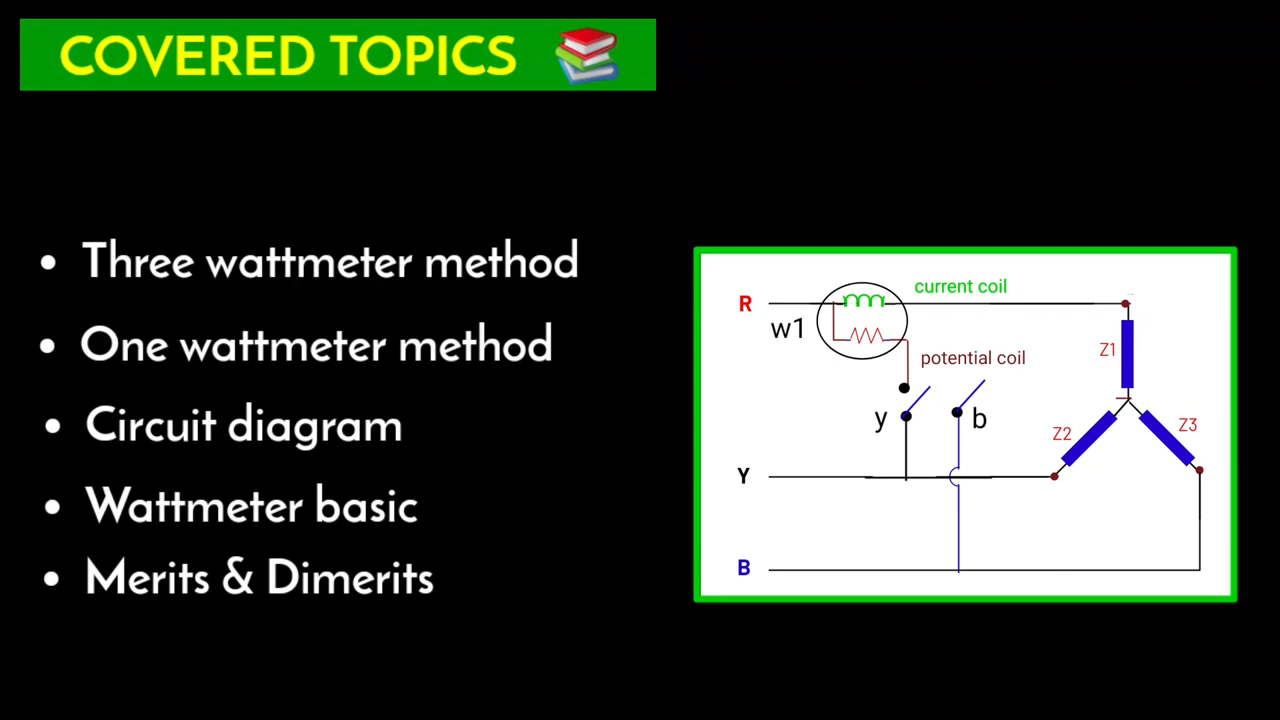 COVERED TOPICS
• Three wattmeter method
• One wattmeter method
• Circuit diagram
• Wattmeter basic
• Merits & Dimerits
current coil
R
w1
Z1
potential coil
y
b
Z2
Z3
Y
B